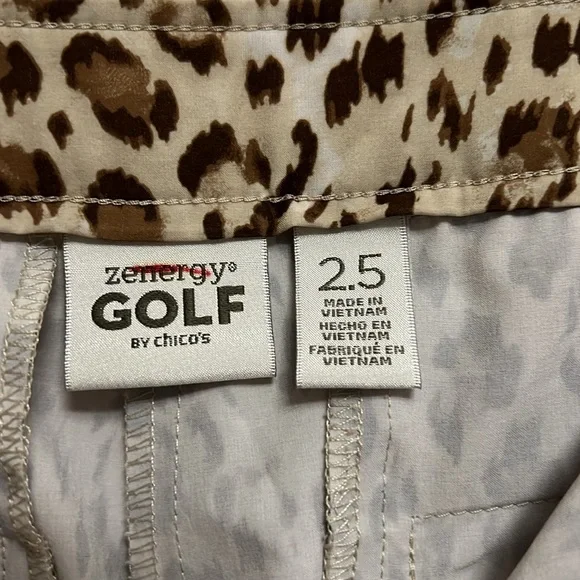 zenergy®
GOLF
BY chico's
2.5
MADE IN
VIETNAM
HECHO EN
VIETNAM
FABRIQUÉ EN
VIETNAM